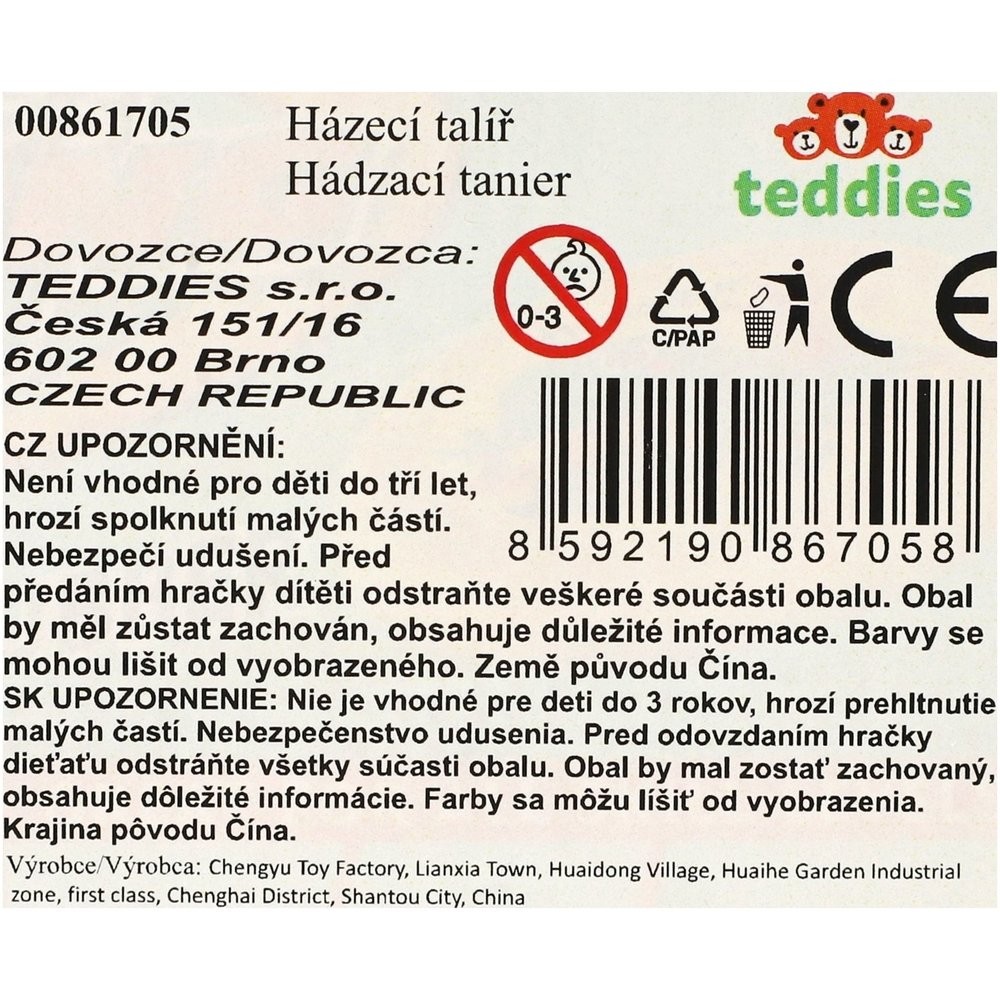 00861705
Házecí talíř
Hádzací tanier
teddies
Dovozce/Dovozca:
TEDDIES s.r.o.
Česká 151/16
602 00 Brno
CZECH REPUBLIC
0-3
C/PAP
CE
CZ UPOZORNĚNÍ:
Není vhodné pro děti do tří let,
hrozí spolknutí malých částí.
Nebezpečí udušení. Před
předáním hračky dítěti odstraňte veškeré součásti obalu. Obal
by měl zůstat zachován, obsahuje důležité informace. Barvy se
mohou lišit od vyobrazeného. Země původu Čína.
8 592190 867058
SK UPOZORNENIE: Nie je vhodné pre deti do 3 rokov, hrozí prehltnutie
malých častí. Nebezpečenstvo udusenia. Pred odovzdaním hračky
dieťaťu odstráňte všetky súčasti obalu. Obal by mal zostať zachovaný,
obsahuje dôležité informácie. Farby sa môžu líšiť od vyobrazenia.
Krajina pôvodu Čína.
Výrobce/Výrobca: Chengyu Toy Factory, Lianxia Town, Huaidong Village, Huaihe Garden Industrial
zone, first class, Chenghai District, Shantou City, China